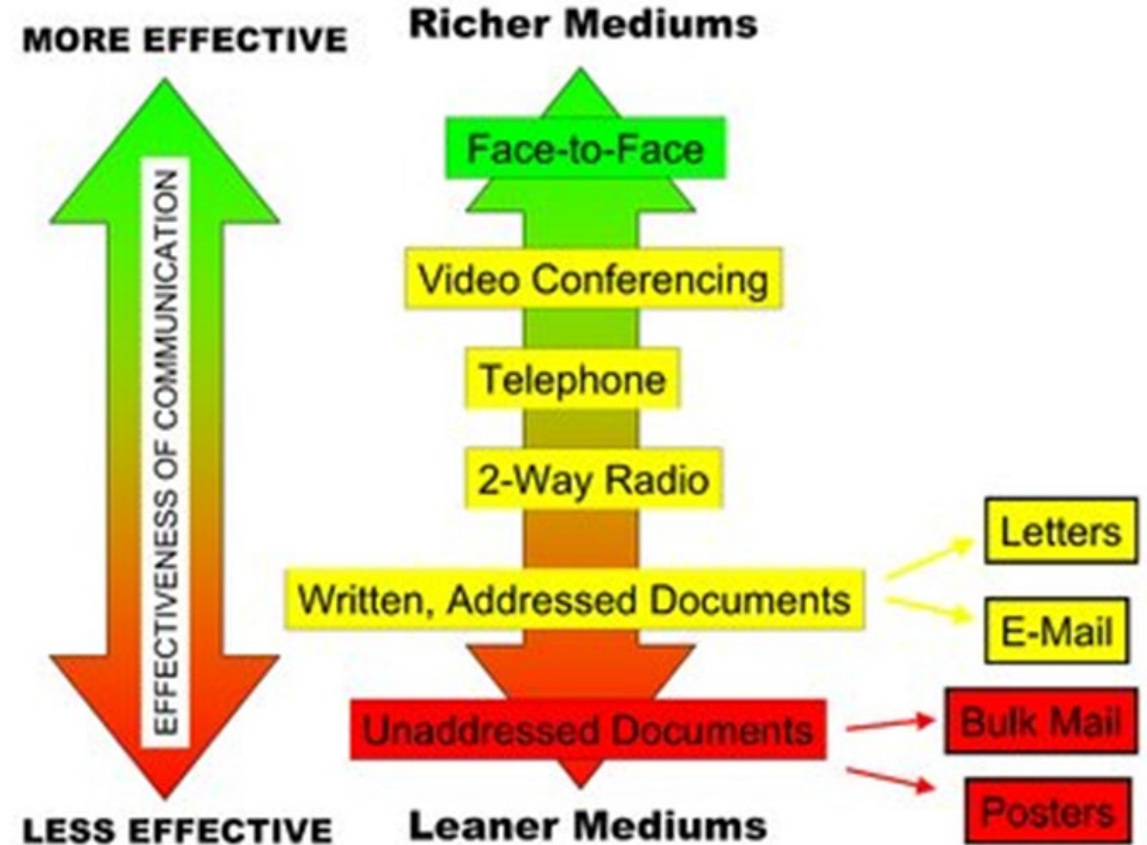 MORE EFFECTIVE
Richer Mediums
EFFECTIVENESS OF COMMUNICATION
Face-to-Face
Video Conferencing
Telephone
2-Way Radio
Written, Addressed Documents
Letters
E-Mail
Unaddressed Documents
Bulk Mail
Posters
LESS EFFECTIVE
Leaner Mediums